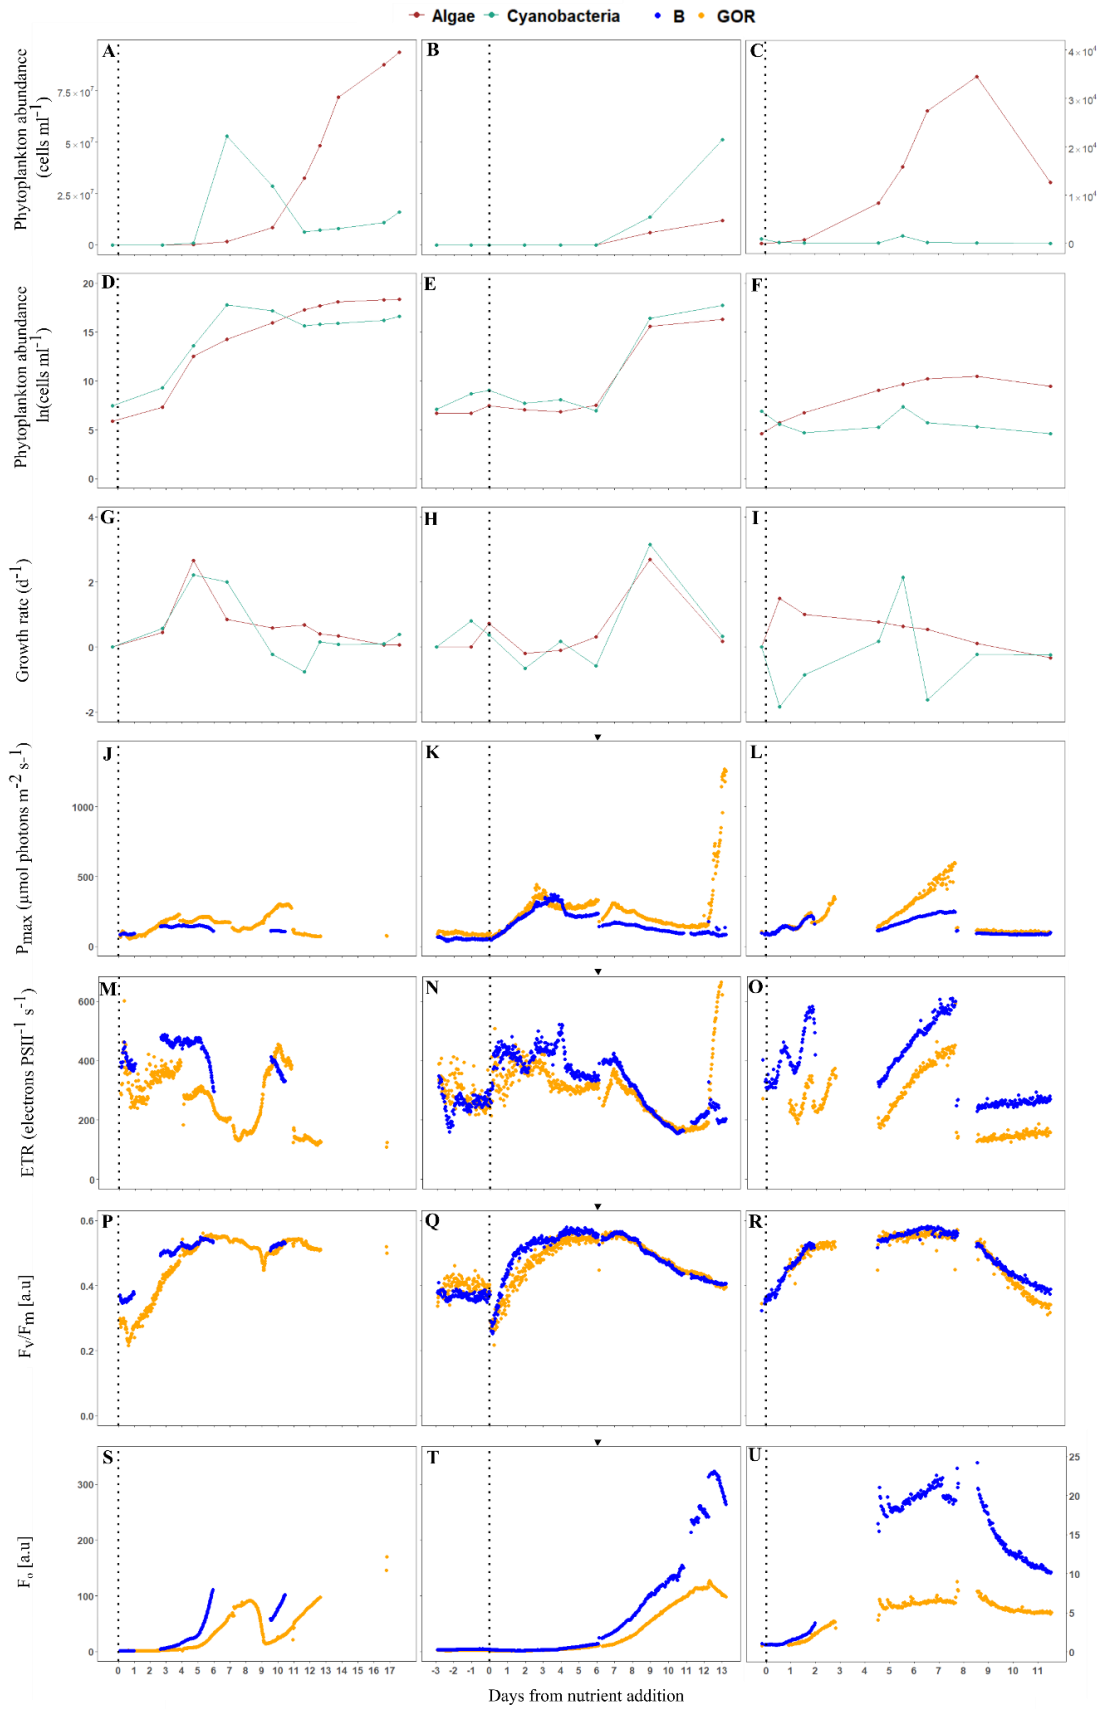 Algae Cyanobacteria B GOR
A B C
Phytoplankton abundance
(cells ml⁻¹)
7.5×10⁷
5×10⁷
2.5×10⁷
0
4×10⁴
3×10⁴
2×10⁴
1×10⁴
0
D E F
Phytoplankton abundance
ln(cells ml⁻¹)
20
15
10
5
0
G H I
Growth rate (d⁻¹)
4
2
0
-2
J K L
Pmax (µmol photons m⁻² s⁻¹)
1000
500
0
M N O
ETR (electrons PSII⁻¹ s⁻¹)
600
400
200
0
P Q R
Fv/Fm [a.u]
0.6
0.4
0.2
0.0
S T U
Fo [a.u]
300
200
100
0
25
20
15
10
5
0
0 1 2 3 4 5 6 7 8 9 10 11 12 13 14 15 16 17 -3 -2 -1 0 1 2 3 4 5 6 7 8 9 10 11 12 13 0 1 2 3 4 5 6 7 8 9 10 11
Days from nutrient addition